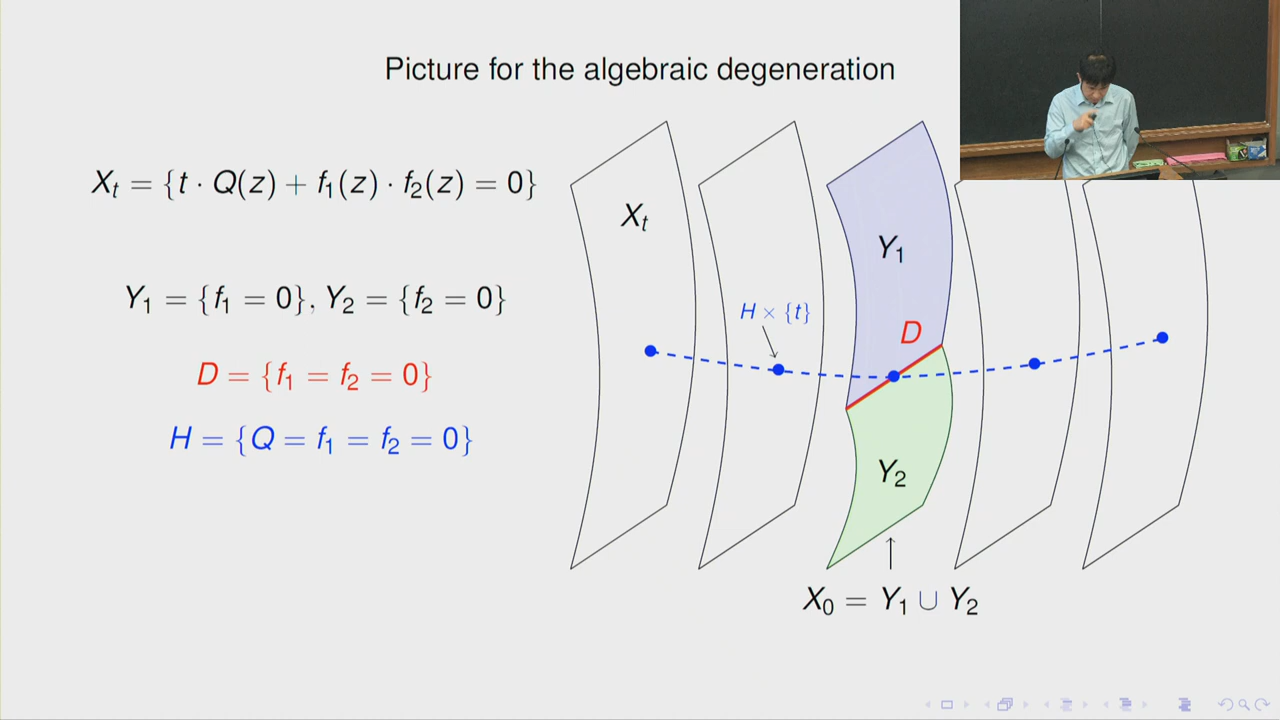 Picture for the algebraic degeneration
X_t = {t · Q(z) + f_1(z) · f_2(z) = 0}
Y_1 = {f_1 = 0}, Y_2 = {f_2 = 0}
D = {f_1 = f_2 = 0}
H = {Q = f_1 = f_2 = 0}
X_t
H × {t}
Y_1
D
Y_2
X_0 = Y_1 ∪ Y_2